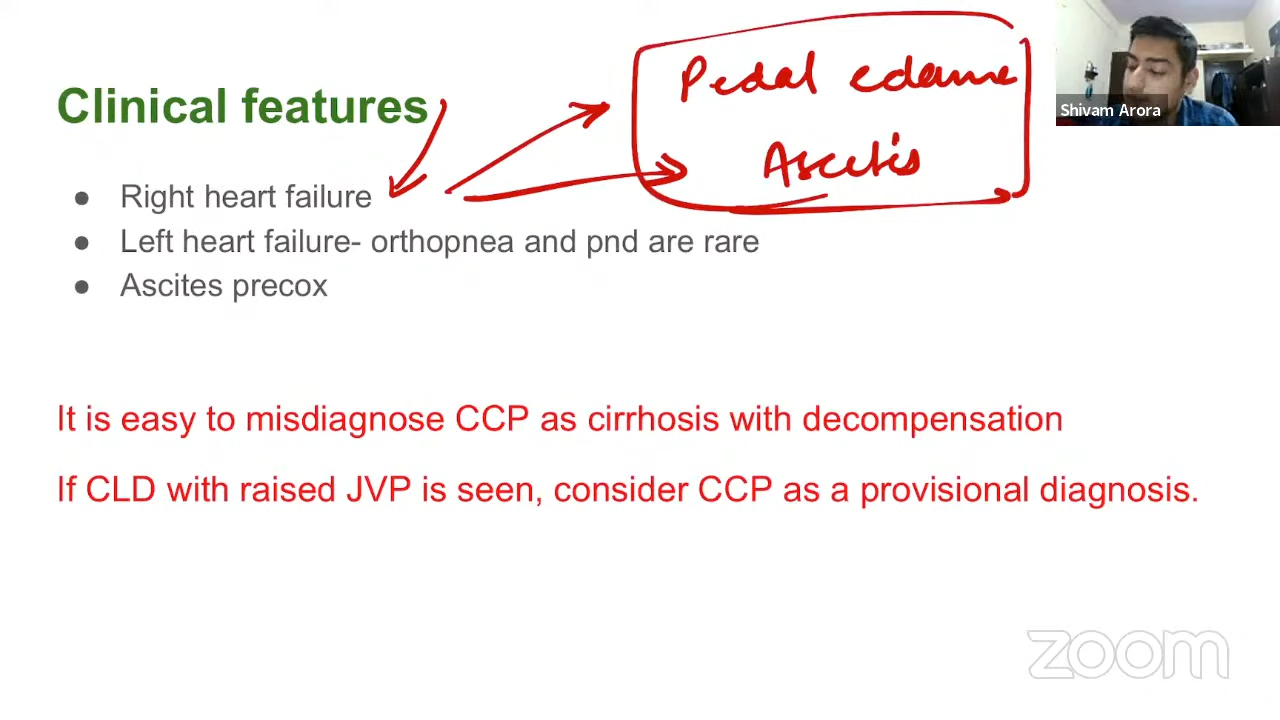 Pedal edame
Ascitis
Shivam Arora
Clinical features
● Right heart failure
● Left heart failure- orthopnea and pnd are rare
● Ascites precox
It is easy to misdiagnose CCP as cirrhosis with decompensation
If CLD with raised JVP is seen, consider CCP as a provisional diagnosis.
zoom